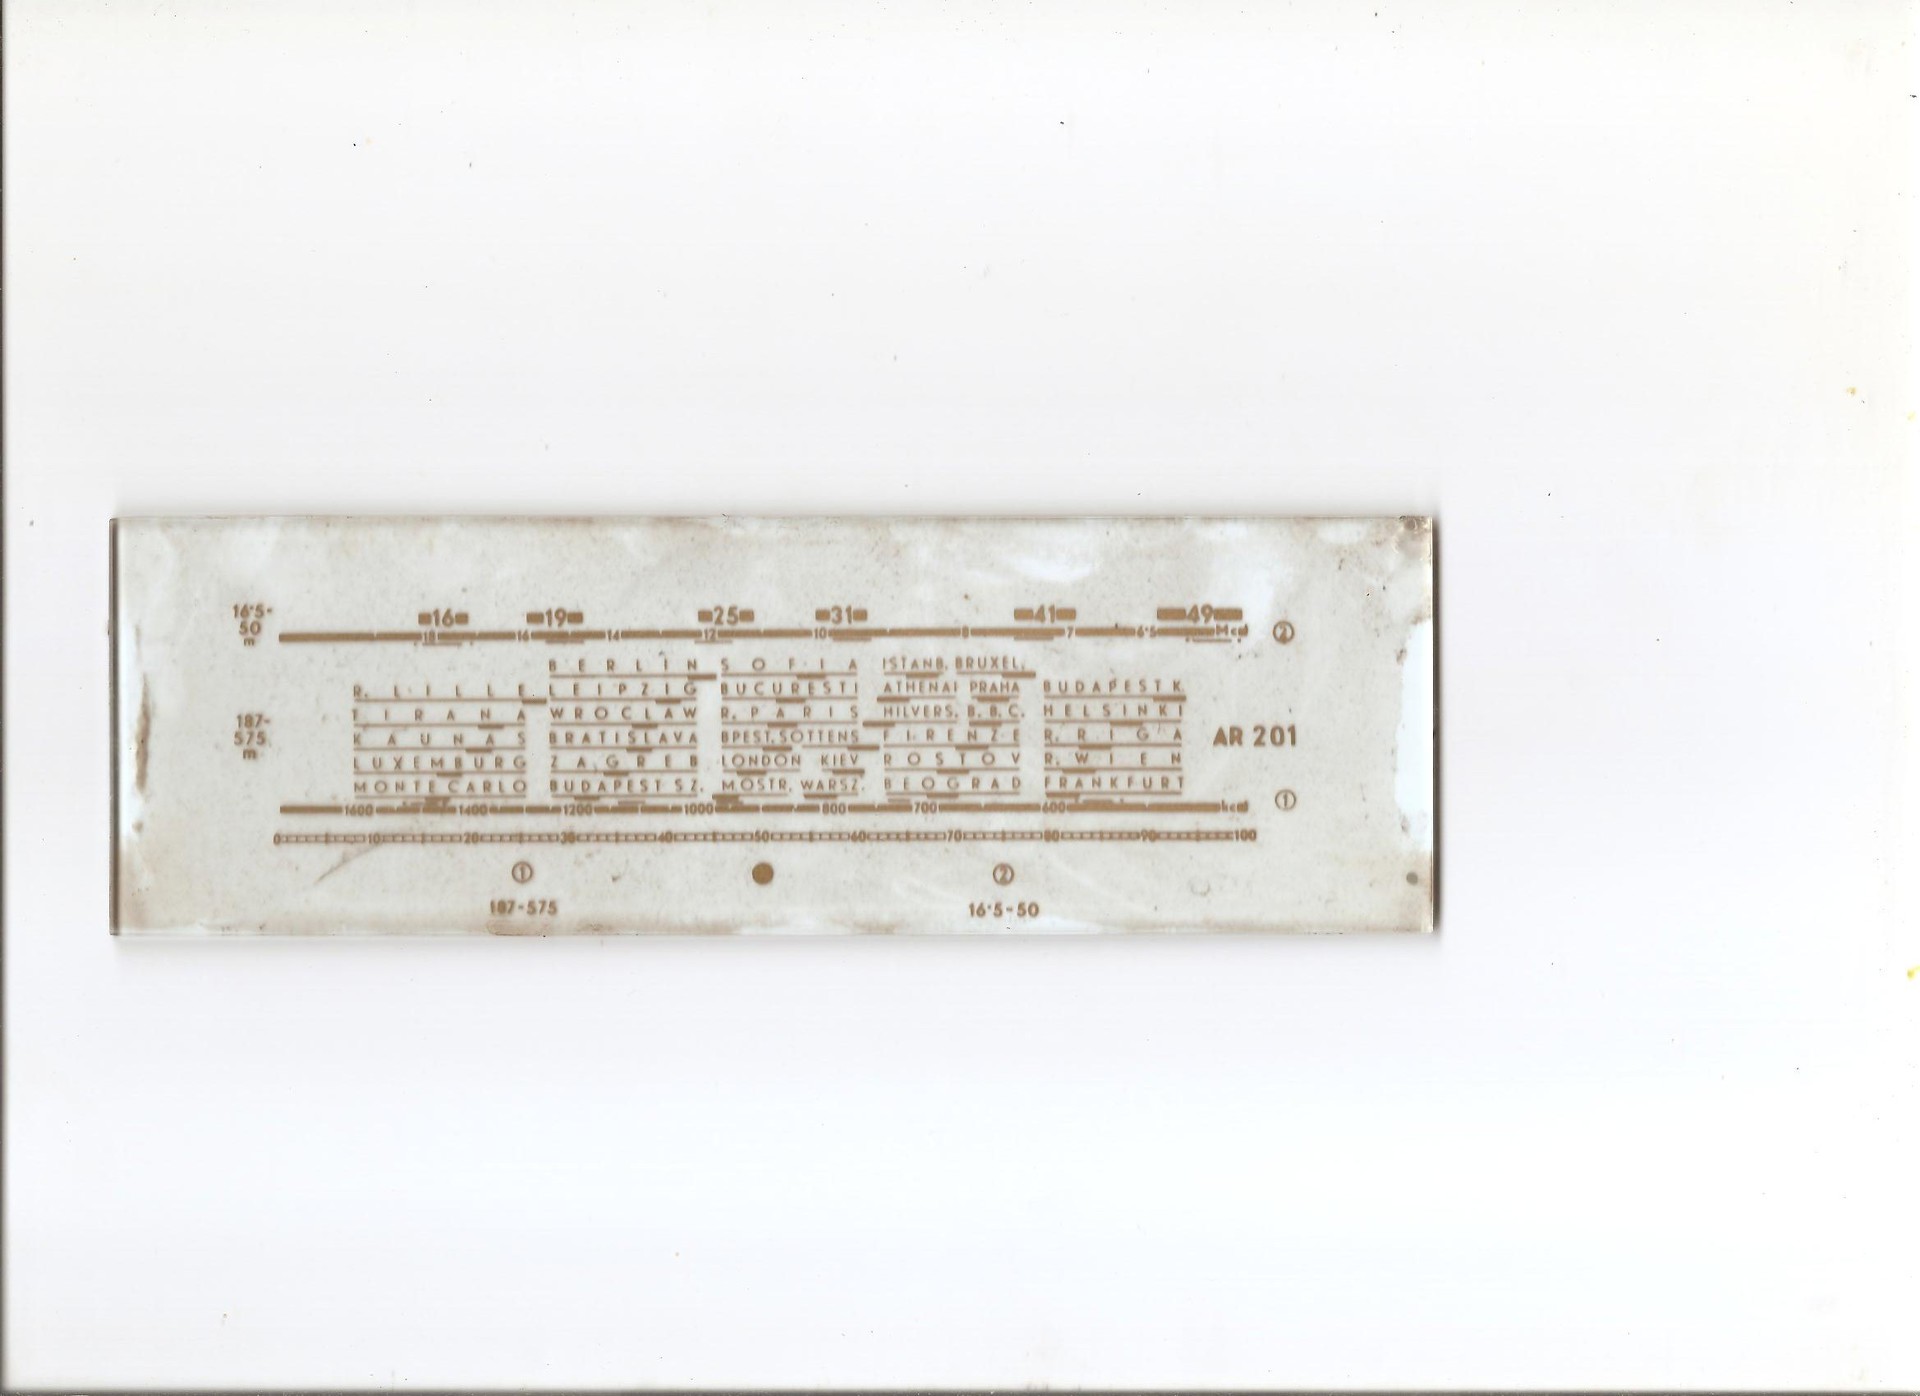 16·5-50 m 16 19 25 31 41 49
18 16 14 12 10 8 7 6·5 Mcd ②
BERLIN SOFIA ISTANB. BRUXEL.
R. LILLE LEIPZIG BUCURESTI ATHENAI PRAHA BUDAPEST K.
TIRANA WROCLAW R. PARIS HILVERS. B.B.C. HELSINKI
187-575 m KAUNAS BRATISLAVA BPEST. SOTTENS FIRENZE R. RIGA AR 201
LUXEMBURG ZAGREB LONDON KIEV ROSTOV R. WIEN
MONTE CARLO BUDAPEST SZ. M.OSTR. WARSZ. BEOGRAD FRANKFURT
1600 1400 1200 1000 800 700 600 kcd ①
0 10 20 30 40 50 60 70 80 90 100
① ②
187-575 16·5-50